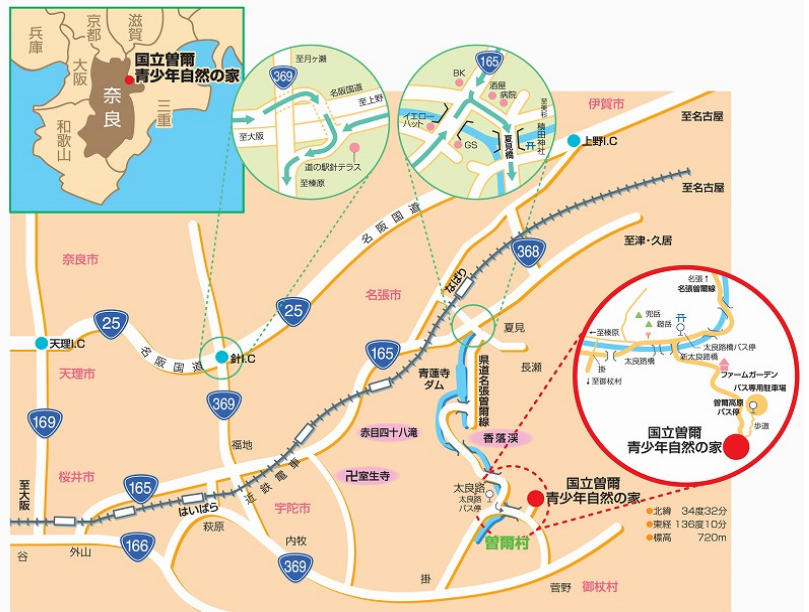 兵庫
京都
滋賀
大阪
奈良
三重
和歌山
国立曽爾
青少年自然の家
至月ヶ瀬
369
名阪国道
至上野
至大阪
道の駅針テラス
至榛原
165
BK
酒屋
病院
至美杉
イエロー
ハット
GS
夏見橋
積田神社
伊賀市
至名古屋
上野I.C
至名古屋
名阪国道
368
至津・久居
奈良市
名張市
なばり
25
25
天理I.C
名阪国道
針I.C
天理市
165
夏見
長瀬
青蓮寺
ダム
県道名張曽爾線
169
369
福地
赤目四十八滝
香落渓
桜井市
165
近鉄電車
卍室生寺
至大阪
はいばら
萩原
宇陀市
太良路
太良路
バス停
国立曽爾
青少年自然の家
北緯 34度32分
東経 136度10分
標高 720m
曽爾村
谷
外山
166
内牧
369
掛
菅野
御杖村
名張↑
名張曽爾線
兜岳
鎧岳
←至榛原
太良路橋バス停
太良路橋
新太良路橋
掛
↓至御杖村
ファームガーデン
バス専用駐車場
曽爾高原
バス停
歩道
国立曽爾
青少年自然の家